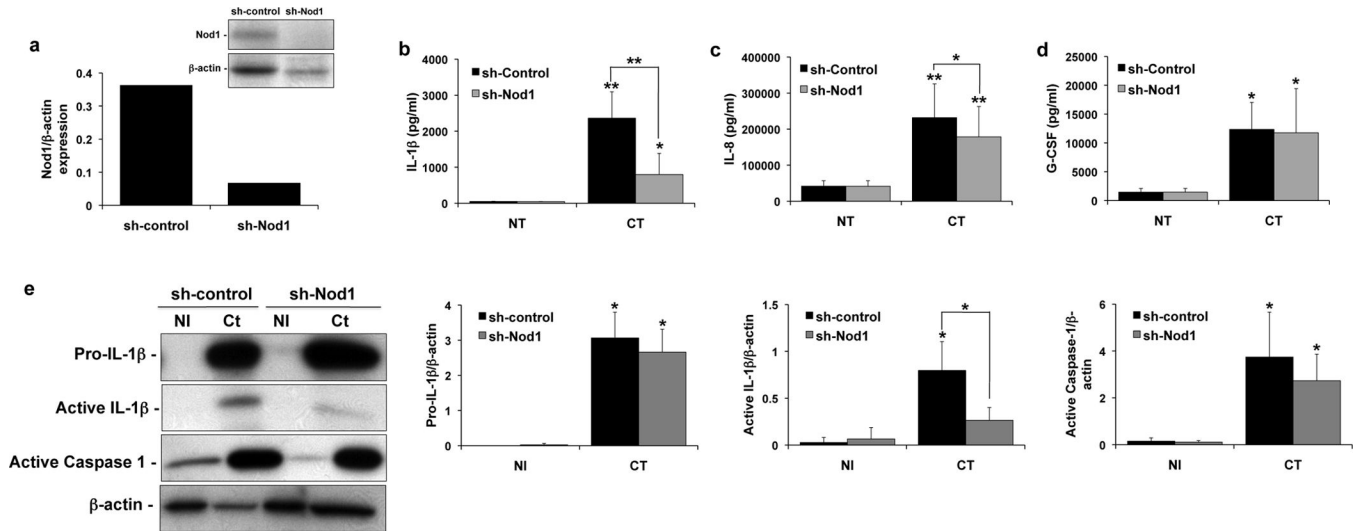 a
sh-control sh-Nod1
Nod1 -
β-actin -
Nod1/β-actin
expression
0.4
0.3
0.2
0.1
0
sh-control sh-Nod1
b
IL-1β (pg/ml)
6000
4000
2000
1000
0
sh-Control
sh-Nod1
**
**
*
NT CT
c
IL-8 (pg/ml)
400000
300000
200000
100000
0
sh-Control
sh-Nod1
*
**
**
NT CT
d
G-CSF (pg/ml)
25000
20000
15000
10000
5000
0
sh-Control
sh-Nod1
*
*
NT CT
e
sh-control sh-Nod1
NI Ct NI Ct
Pro-IL-1β -
Active IL-1β -
Active Caspase 1 -
β-actin -
Pro-IL-1β/β-actin
4
3
2
1
0
sh-control
sh-Nod1
*
*
NI CT
Active IL-1β/β-actin
1.5
1
0.5
0
sh-control
sh-Nod1
*
*
NI CT
Active Caspase-1/β-
actin
6
4
2
0
sh-control
sh-Nod1
*
*
NI CT